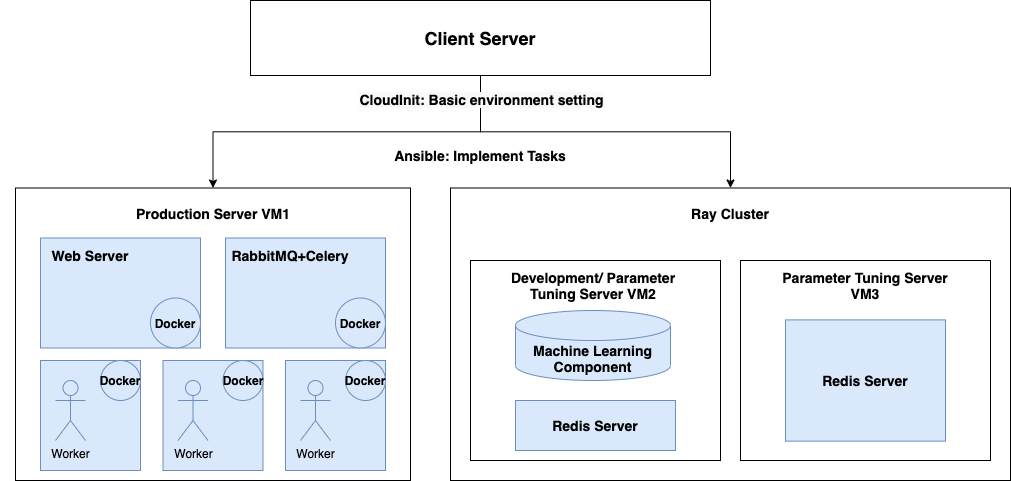 Client Server
CloudInit: Basic environment setting
Ansible: Implement Tasks
Production Server VM1
Web Server
Docker
RabbitMQ+Celery
Docker
Docker
Worker
Docker
Worker
Docker
Worker
Ray Cluster
Development/ Parameter
Tuning Server VM2
Machine Learning
Component
Redis Server
Parameter Tuning Server
VM3
Redis Server